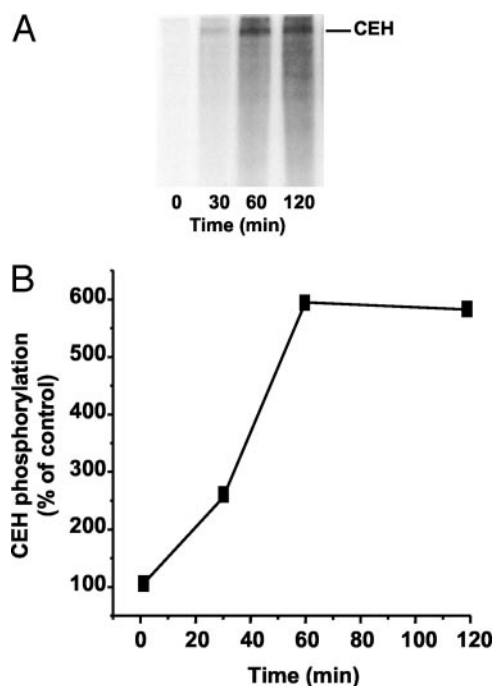 A
CEH
0 30 60 120
Time (min)
B
CEH phosphorylation
(% of control)
600
500
400
300
200
100
0 20 40 60 80 100 120
Time (min)